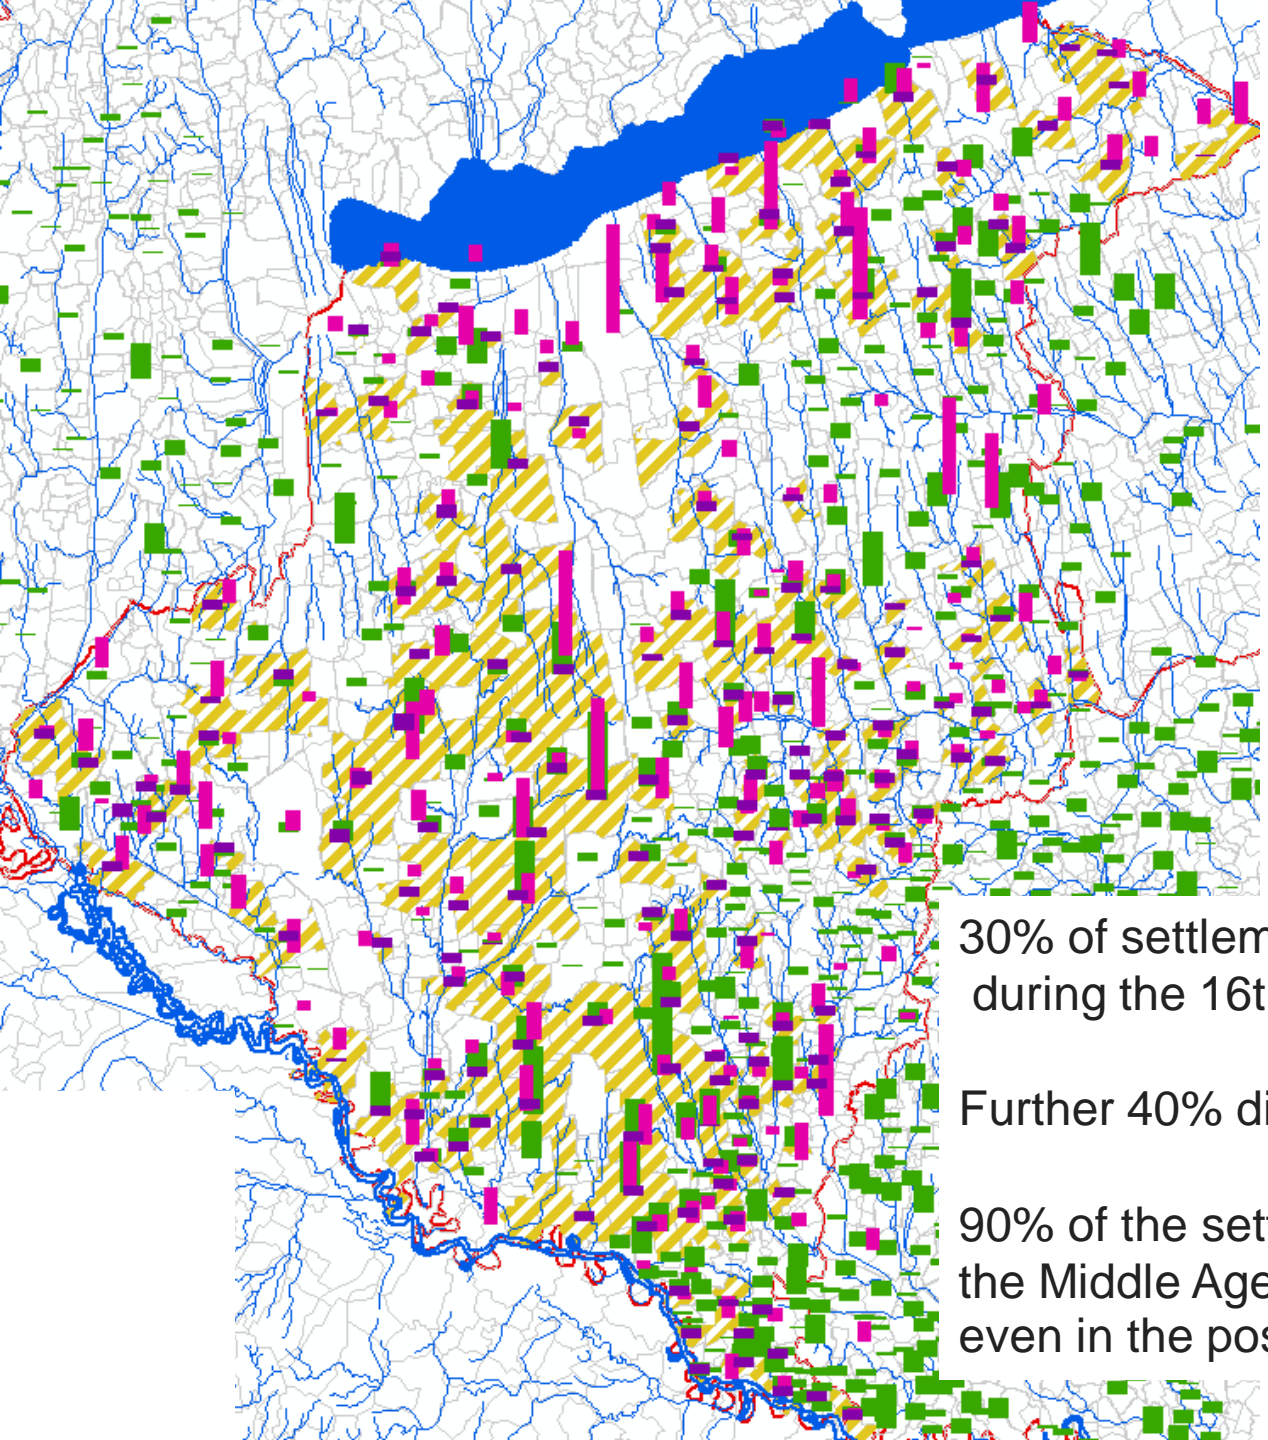 30% of settlem
during the 16t
Further 40% di
90% of the set
the Middle Age
even in the pos